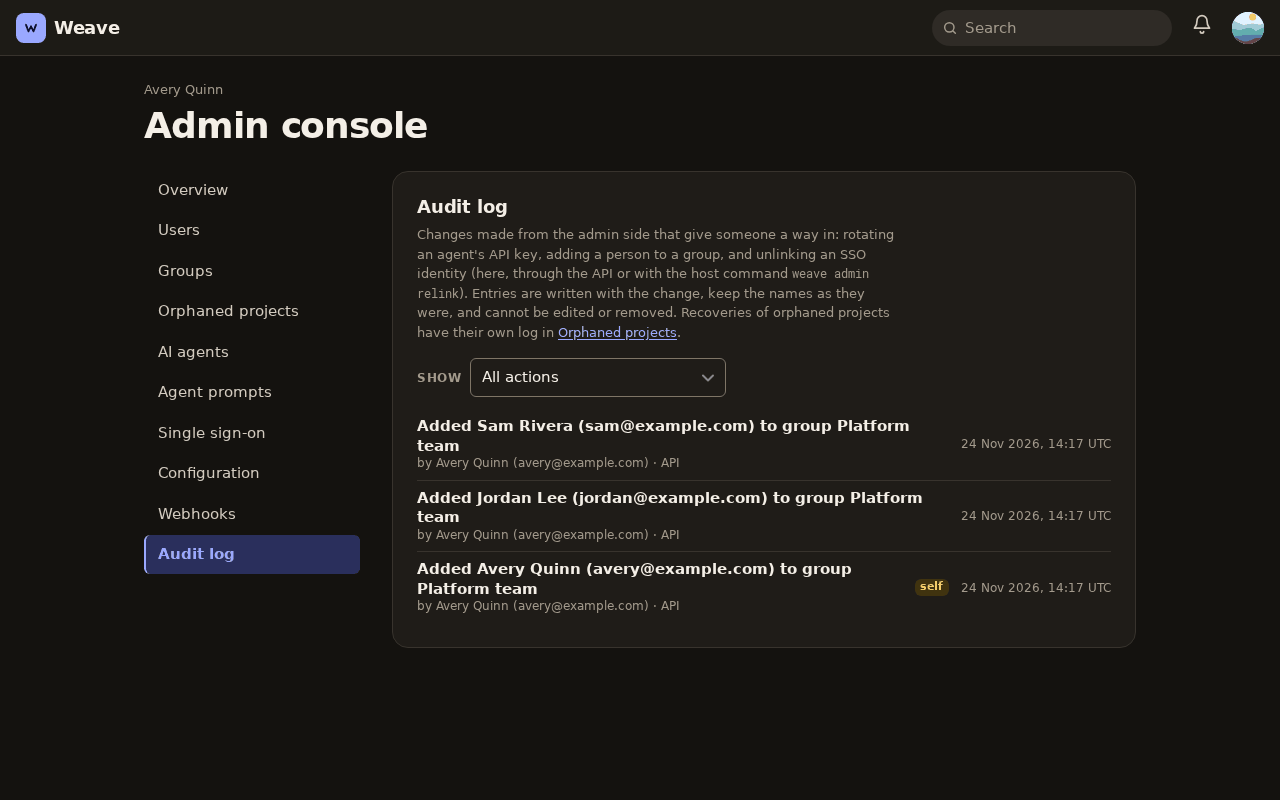 W Weave
Search
Avery Quinn
Admin console
Overview
Users
Groups
Orphaned projects
AI agents
Agent prompts
Single sign-on
Configuration
Webhooks
Audit log
Audit log
Changes made from the admin side that give someone a way in: rotating
an agent's API key, adding a person to a group, and unlinking an SSO
identity (here, through the API or with the host command weave admin
relink). Entries are written with the change, keep the names as they
were, and cannot be edited or removed. Recoveries of orphaned projects
have their own log in Orphaned projects.
SHOW All actions
Added Sam Rivera (sam@example.com) to group Platform
team
by Avery Quinn (avery@example.com) · API
24 Nov 2026, 14:17 UTC
Added Jordan Lee (jordan@example.com) to group Platform
team
by Avery Quinn (avery@example.com) · API
24 Nov 2026, 14:17 UTC
Added Avery Quinn (avery@example.com) to group
Platform team
by Avery Quinn (avery@example.com) · API
self 24 Nov 2026, 14:17 UTC